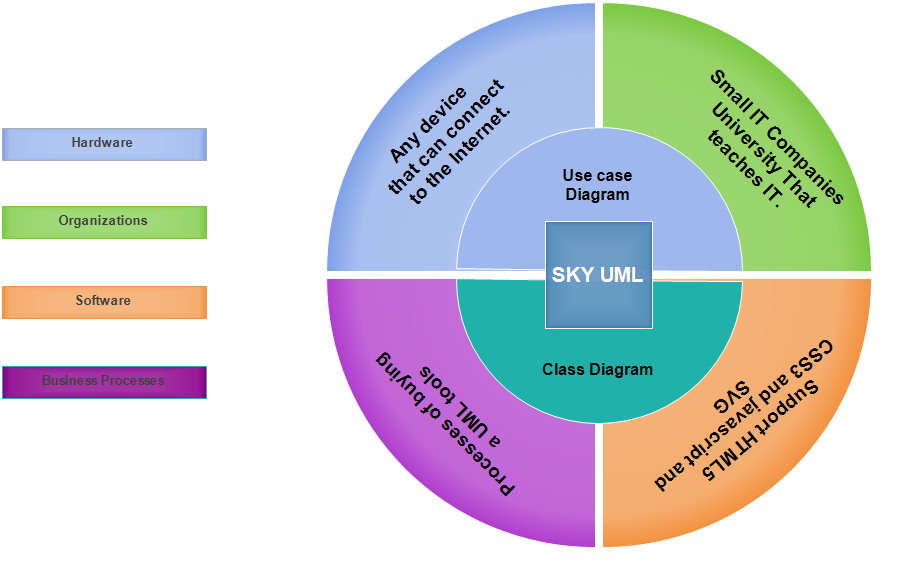 Hardware
Organizations
Software
Business Processes
Any device
that can connect
to the Internet.
Small IT Companies
University That
teaches IT.
Use case
Diagram
SKY UML
Class Diagram
Processes of buying
a UML tools
Support HTML5
CSS3 and javascript and
SVG